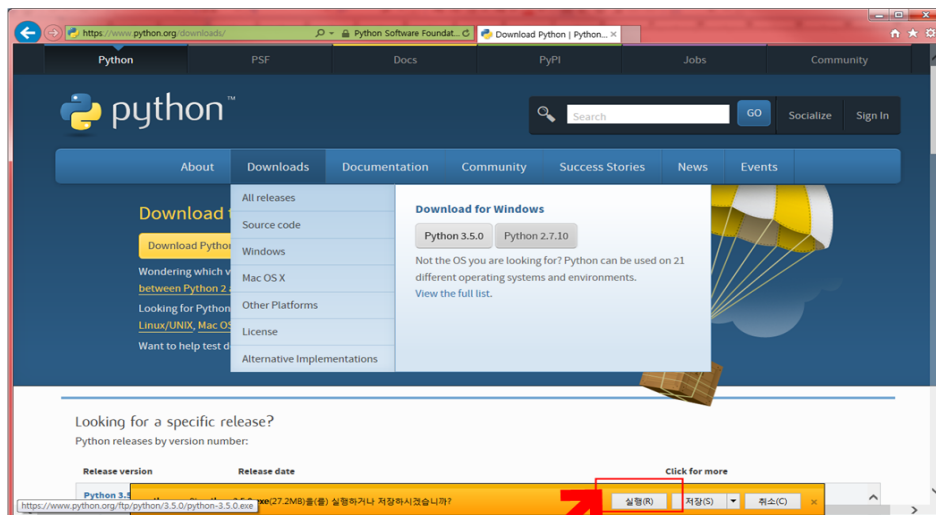 https://www.python.org/downloads/
Python Software Foundat...
Download Python | Python...
Python
PSF
Docs
PyPI
Jobs
Community
python™
Search
GO
Socialize
Sign In
About
Downloads
Documentation
Community
Success Stories
News
Events
All releases
Source code
Windows
Mac OS X
Other Platforms
License
Alternative Implementations
Download for Windows
Python 3.5.0
Python 2.7.10
Not the OS you are looking for? Python can be used on 21
different operating systems and environments.
View the full list.
Download
Download Python
Wondering which
between Python 2
Looking for Python
Linux/UNIX, Mac OS
Want to help test
Looking for a specific release?
Python releases by version number:
Release version
Release date
Click for more
Python 3.5
exe(27.2MB)을(를) 실행하거나 저장하시겠습니까?
실행(R)
저장(S)
취소(C)
https://www.python.org/ftp/python/3.5.0/python-3.5.0.exe